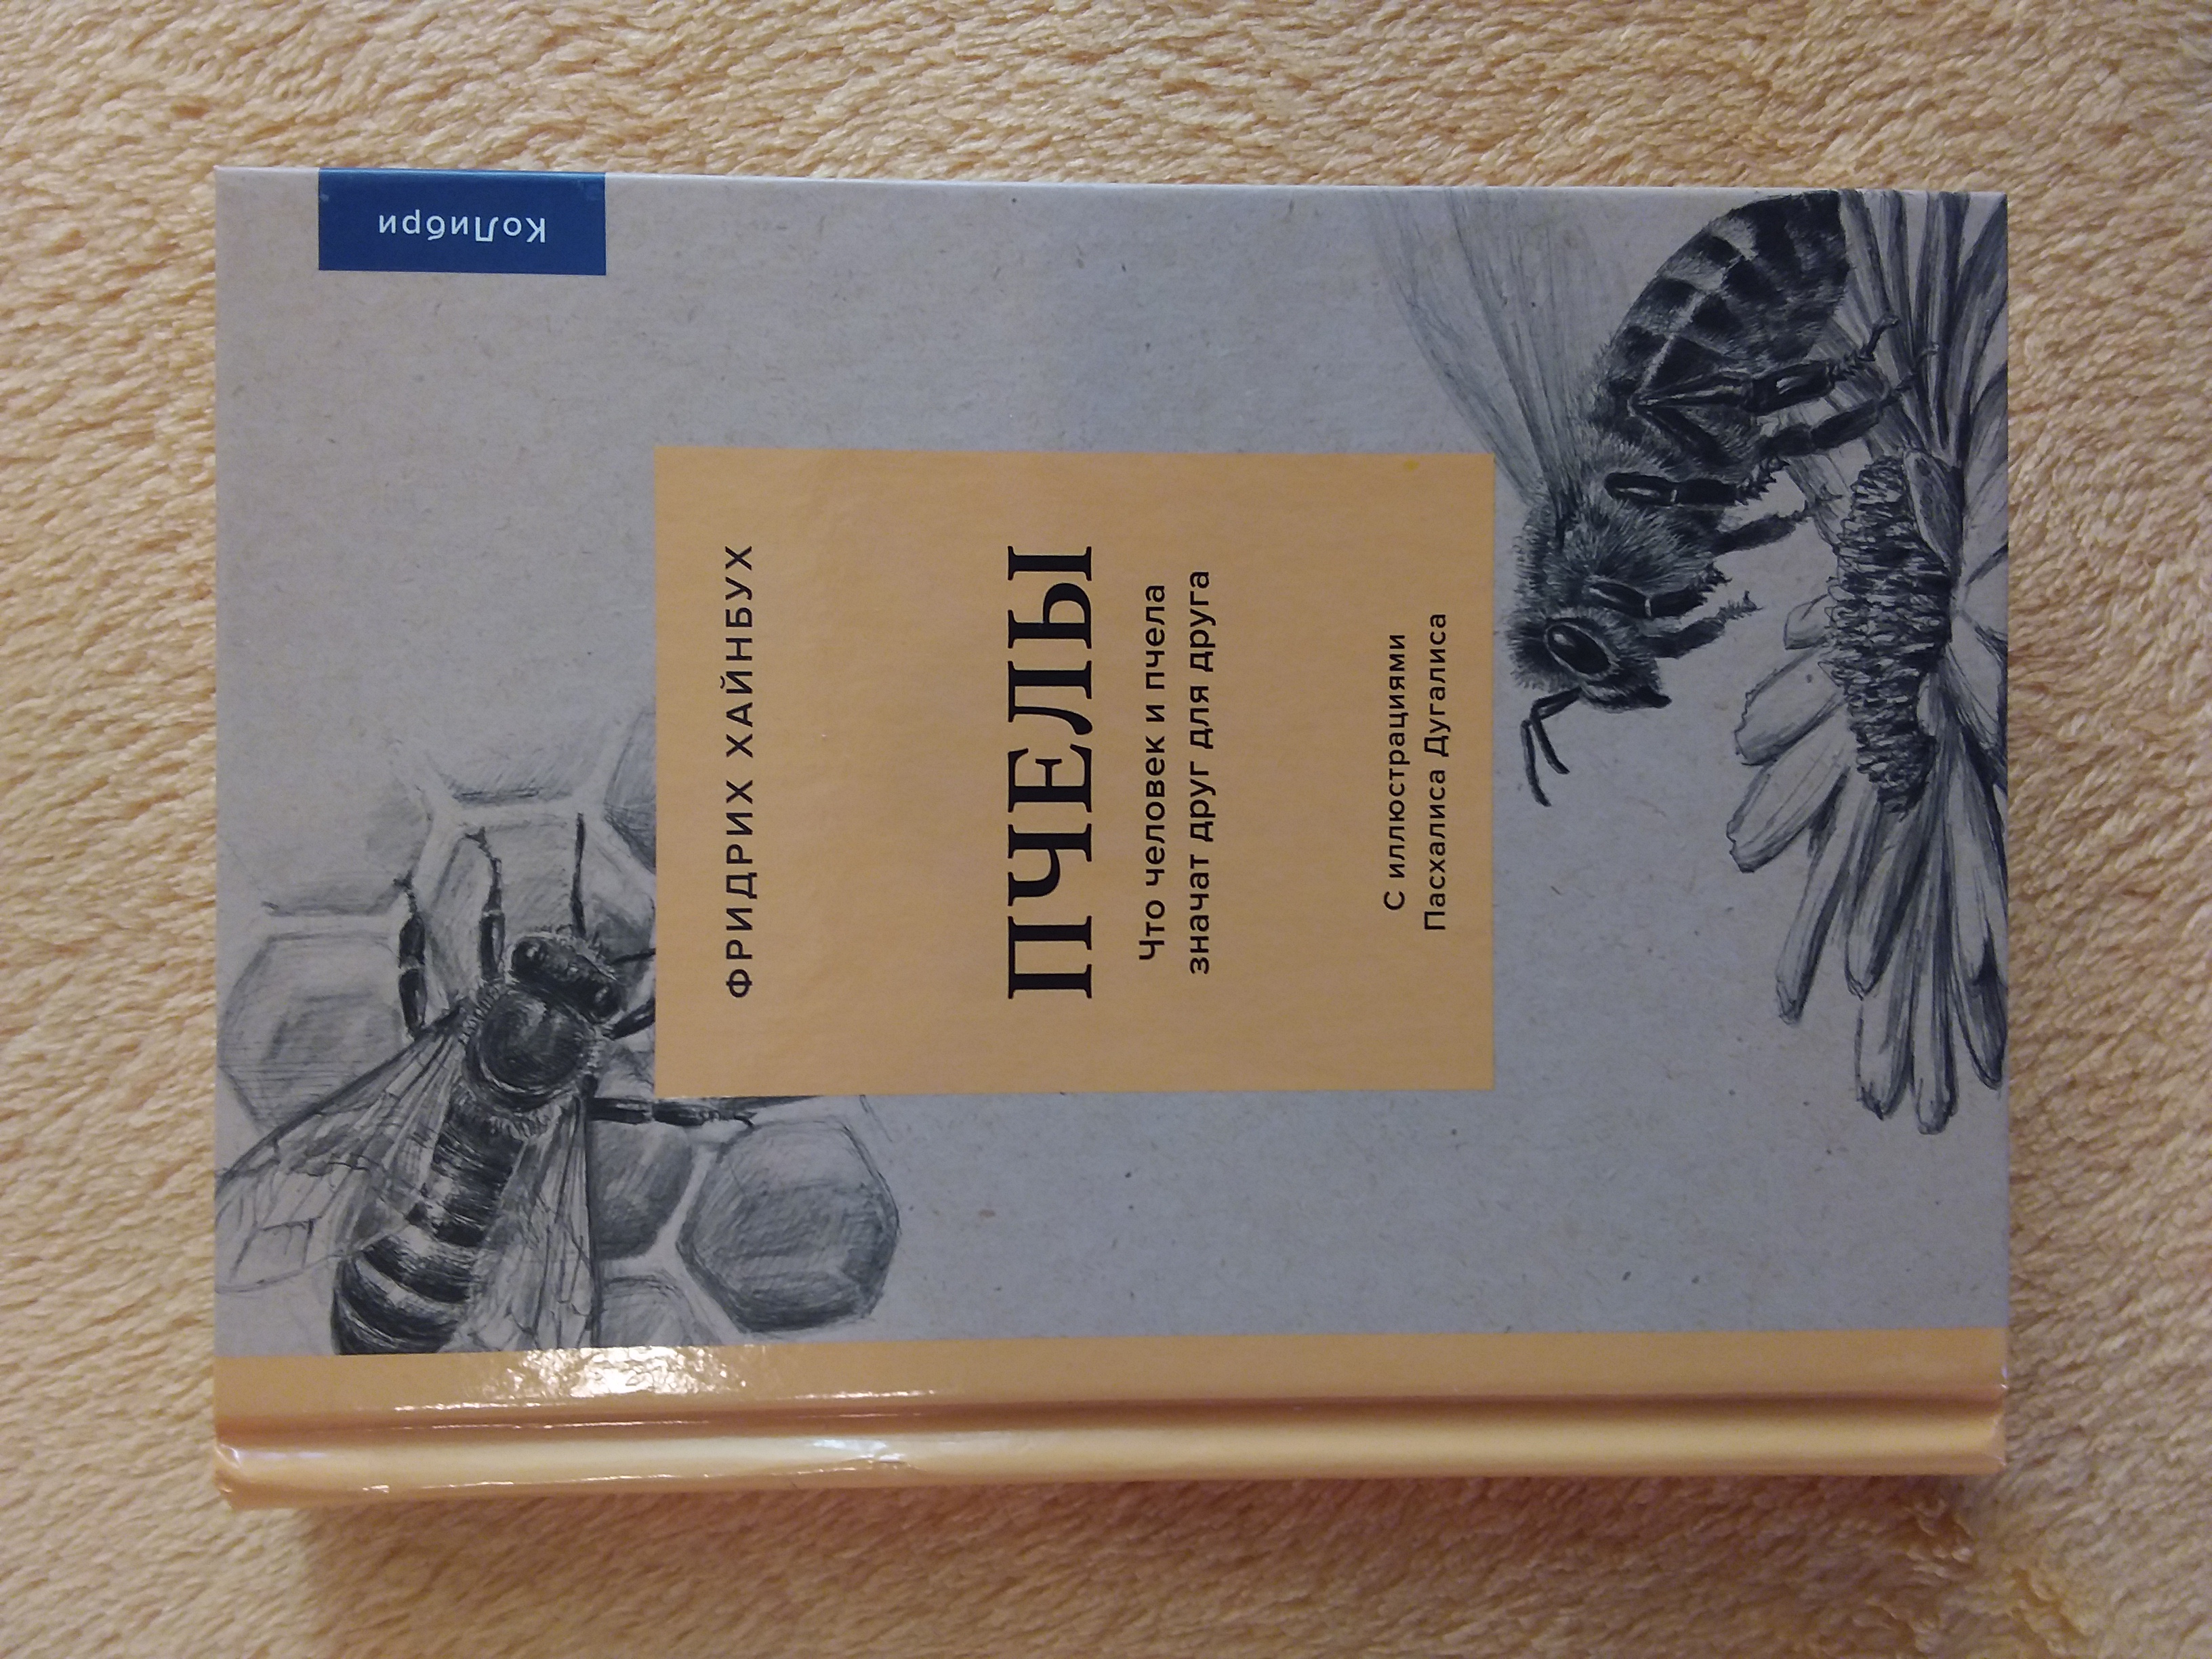 КоЛибри
ФРИДРИХ ХАЙНБУХ
ПЧЕЛЫ
Что человек и пчела
значат друг для друга
С иллюстрациями
Пасхалиса Дугалиса